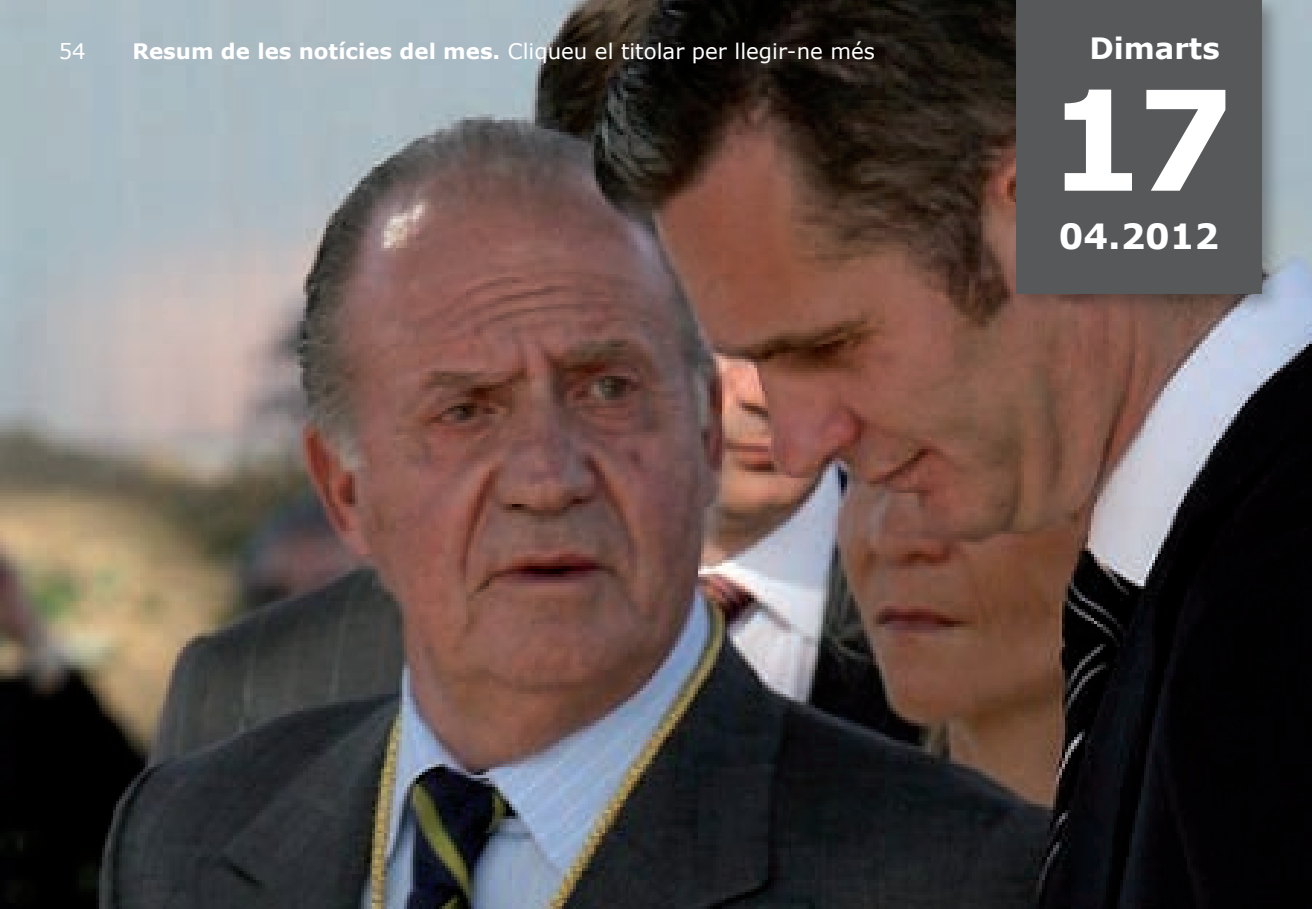 54 Resum de les notícies del mes. Cliqueu el titolar per llegir-ne més
Dimarts
17
04.2012